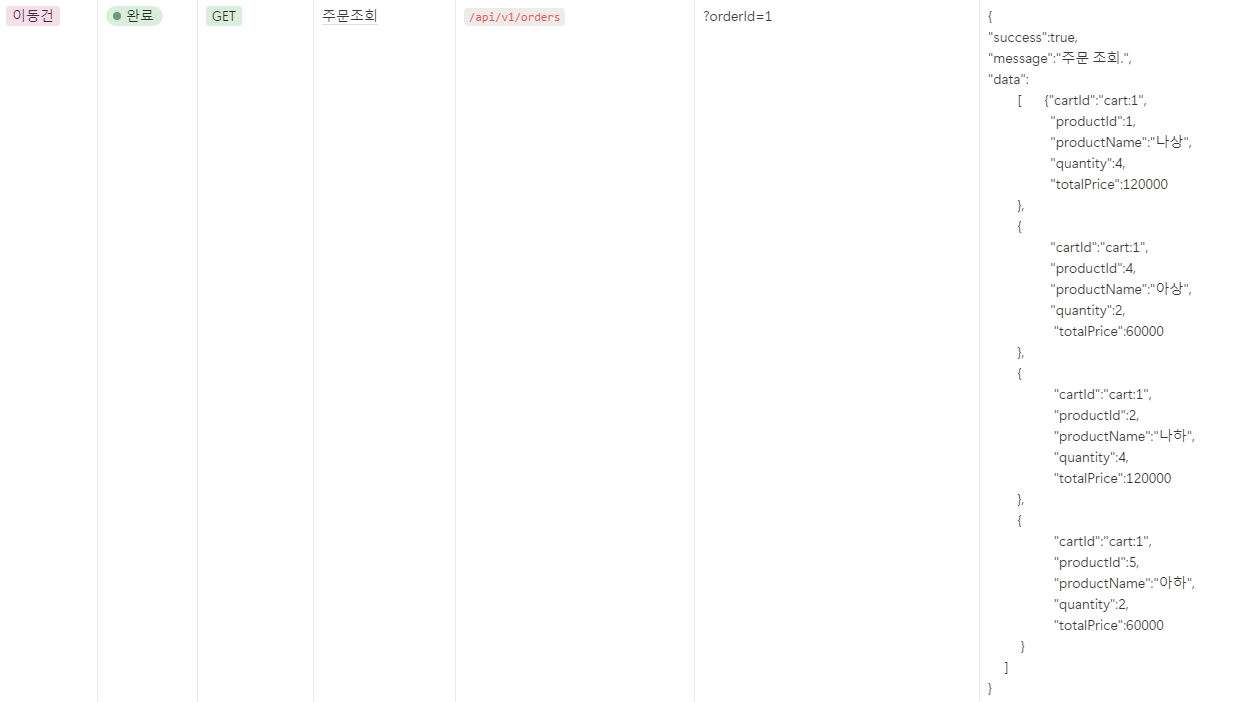 이동건
완료
GET
주문조회
/api/v1/orders
?orderId=1
{
"success":true,
"message":"주문 조회.",
"data":
[ {"cartId":"cart:1",
"productId":1,
"productName":"나상",
"quantity":4,
"totalPrice":120000
},
{
"cartId":"cart:1",
"productId":4,
"productName":"아상",
"quantity":2,
"totalPrice":60000
},
{
"cartId":"cart:1",
"productId":2,
"productName":"나하",
"quantity":4,
"totalPrice":120000
},
{
"cartId":"cart:1",
"productId":5,
"productName":"아하",
"quantity":2,
"totalPrice":60000
}
]
}